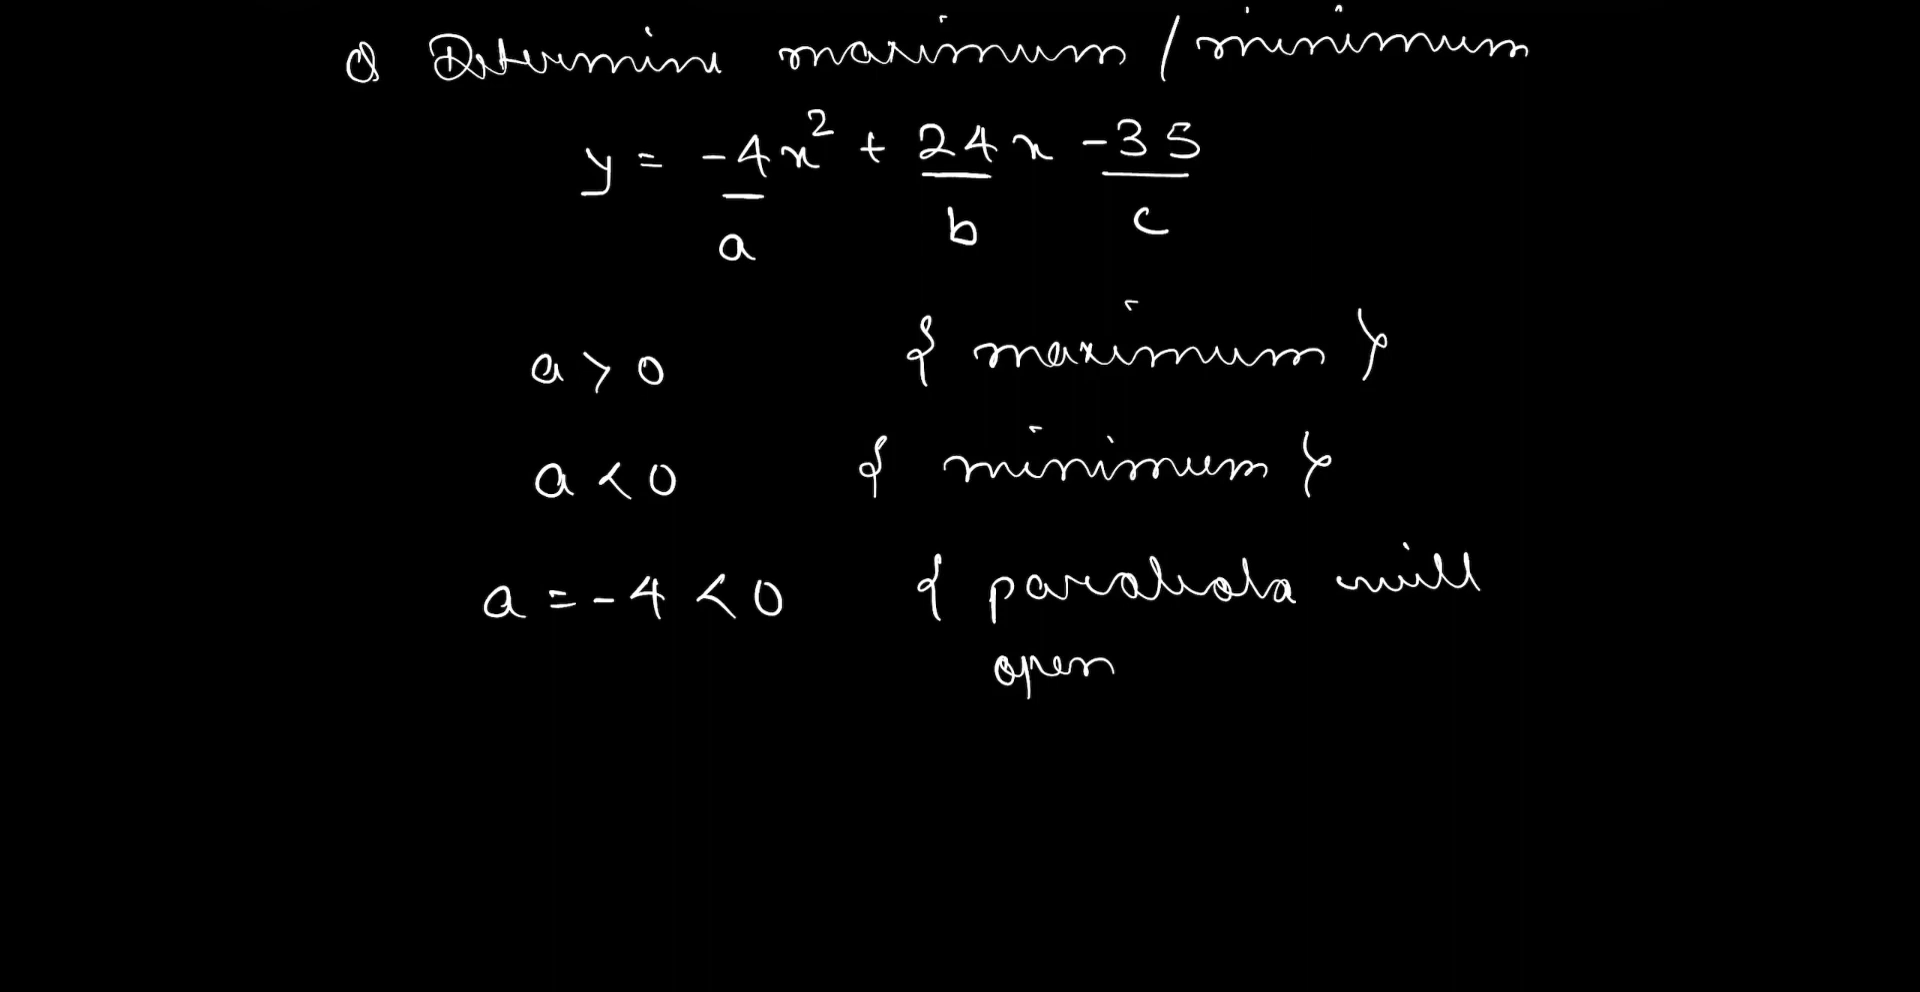 Q Determine maximum / minimum
y = -4x² + 24x - 35
a b c
a > 0 { maximum }
a < 0 { minimum }
a = -4 < 0 { parabola will
open